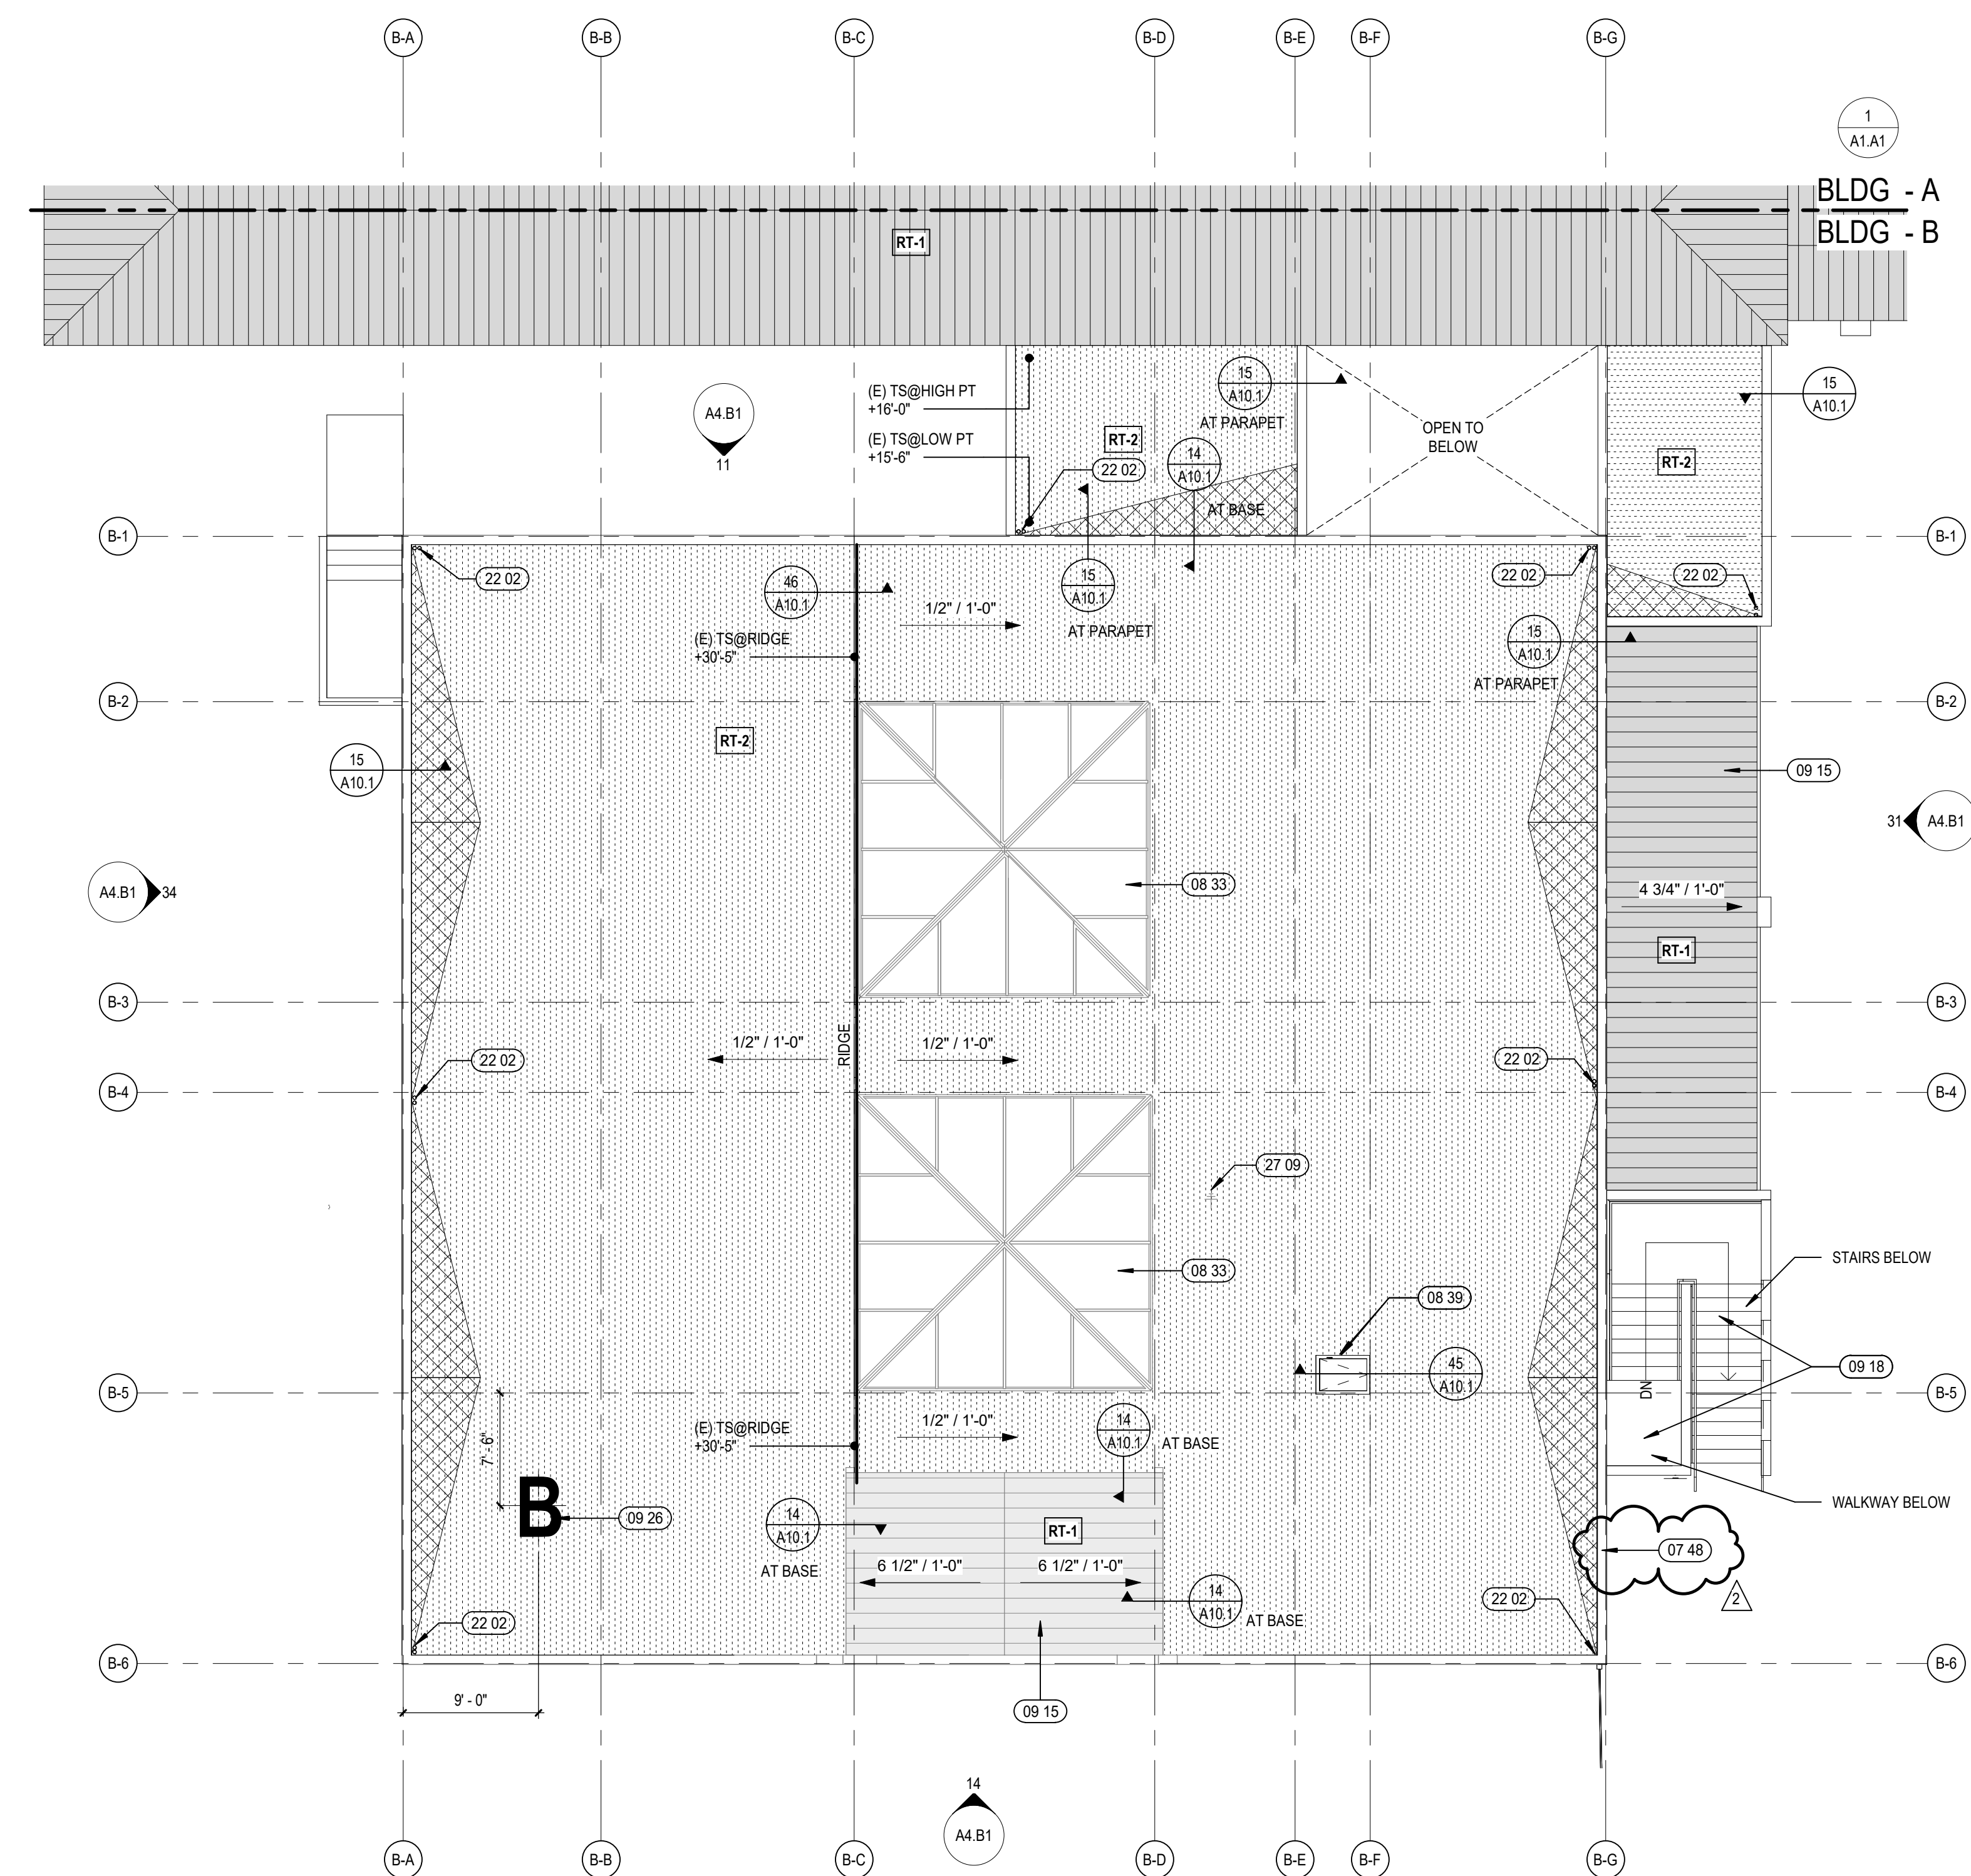 B-A
B-B
B-C
B-D
B-E
B-F
B-G
1
A1.A1
BLDG - A
BLDG - B
RT-1
(E) TS@HIGH PT
+16'-0"
(E) TS@LOW PT
+15'-6"
A4.B1
11
15
A10.1
AT PARAPET
RT-2
22 02
14
A10.1
AT BASE
OPEN TO
BELOW
15
A10.1
RT-2
B-1
B-1
22 02
46
A10.1
1/2" / 1'-0"
15
A10.1
AT PARAPET
22 02
22 02
(E) TS@RIDGE
+30'-5"
15
A10.1
AT PARAPET
B-2
B-2
RT-2
15
A10.1
09 15
31
A4.B1
A4.B1
34
08 33
4 3/4" / 1'-0"
RT-1
B-3
B-3
1/2" / 1'-0"
RIDGE
1/2" / 1'-0"
22 02
22 02
B-4
B-4
27 09
08 33
08 39
STAIRS BELOW
45
A10.1
09 18
DN
B-5
B-5
7' - 6"
(E) TS@RIDGE
+30'-5"
1/2" / 1'-0"
14
A10.1
AT BASE
B
09 26
14
A10.1
AT BASE
RT-1
6 1/2" / 1'-0"
6 1/2" / 1'-0"
WALKWAY BELOW
07 48
2
22 02
14
A10.1
AT BASE
22 02
B-6
B-6
9' - 0"
09 15
14
A4.B1
B-A
B-B
B-C
B-D
B-E
B-F
B-G